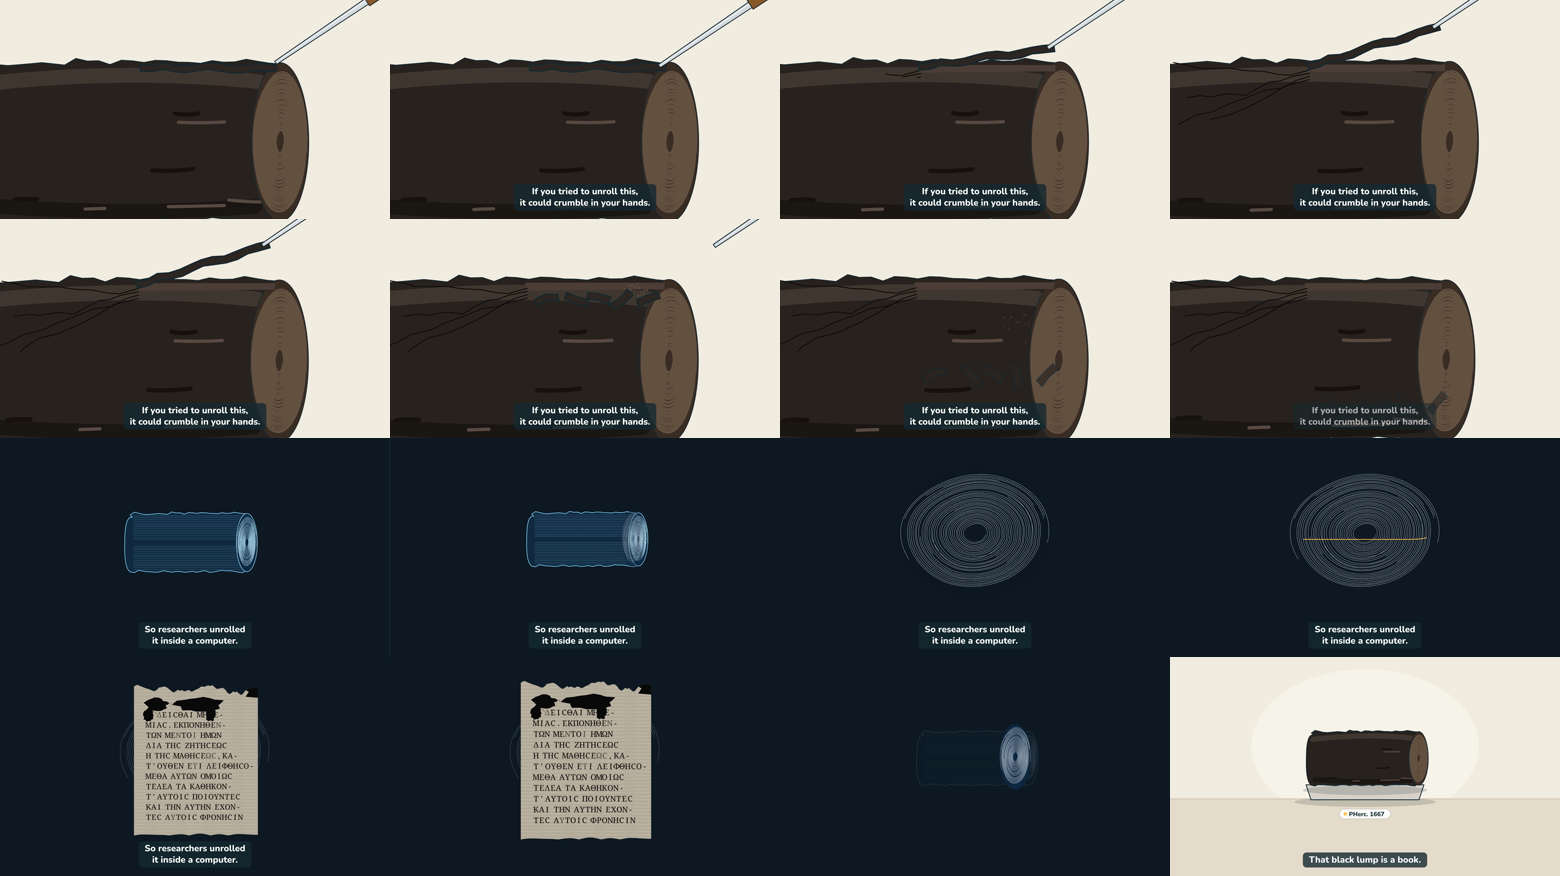 If you tried to unroll this,
it could crumble in your hands.
If you tried to unroll this,
it could crumble in your hands.
If you tried to unroll this,
it could crumble in your hands.
If you tried to unroll this,
it could crumble in your hands.
If you tried to unroll this,
it could crumble in your hands.
If you tried to unroll this,
it could crumble in your hands.
If you tried to unroll this,
it could crumble in your hands.
So researchers unrolled
it inside a computer.
So researchers unrolled
it inside a computer.
So researchers unrolled
it inside a computer.
So researchers unrolled
it inside a computer.
ΜΙΑϹ. ΕΚΠΟΝΗΘΕΝ-
ΤΩΝ ΜΕΝΤΟΙ ΗΜΩΝ
ΔΙΑ ΤΗϹ ΖΗΤΗϹΕΩϹ
Η ΤΗϹ ΜΑΘΗϹΕΩϹ, ΚΑ-
Τ'ΟΥΘΕΝ ΕΤΙ ΛΕΙΦΘΗϹΟ-
ΜΕΘΑ ΑΥΤΩΝ ΟΜΟΙΩϹ
ΤΕΛΕΑ ΤΑ ΚΑΘΗΚΟΝ-
Τ'ΑΥΤΟΙϹ ΠΟΙΟΥΝΤΕϹ
ΚΑΙ ΤΗΝ ΑΥΤΗΝ ΕΧΟΝ-
ΤΕϹ ΑΥΤΟΙϹ ΦΡΟΝΗϹΙΝ
So researchers unrolled
it inside a computer.
ΜΙΑϹ. ΕΚΠΟΝΗΘΕΝ-
ΤΩΝ ΜΕΝΤΟΙ ΗΜΩΝ
ΔΙΑ ΤΗϹ ΖΗΤΗϹΕΩϹ
Η ΤΗϹ ΜΑΘΗϹΕΩϹ, ΚΑ-
Τ'ΟΥΘΕΝ ΕΤΙ ΛΕΙΦΘΗϹΟ-
ΜΕΘΑ ΑΥΤΩΝ ΟΜΟΙΩϹ
ΤΕΛΕΑ ΤΑ ΚΑΘΗΚΟΝ-
Τ'ΑΥΤΟΙϹ ΠΟΙΟΥΝΤΕϹ
ΚΑΙ ΤΗΝ ΑΥΤΗΝ ΕΧΟΝ-
ΤΕϹ ΑΥΤΟΙϹ ΦΡΟΝΗϹΙΝ
PHerc. 1667
That black lump is a book.